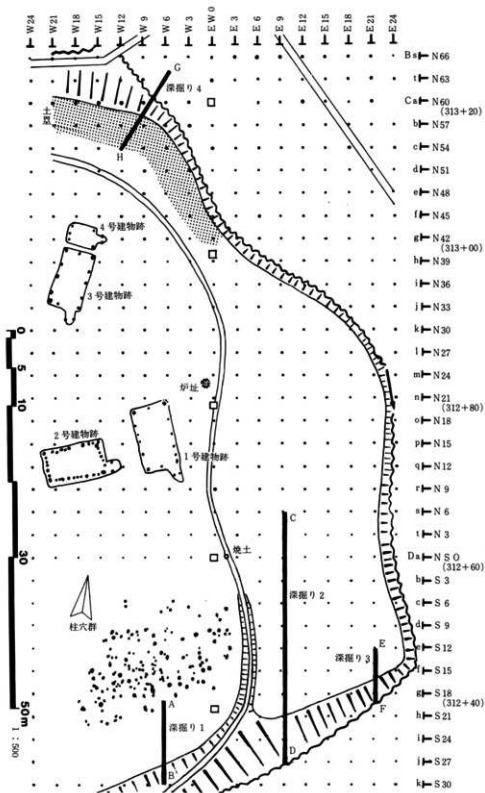 W24
W21
W18
W15
W12
W9
W6
W3
EW0
E3
E6
E9
E12
E15
E18
E21
E24
Bs N66
t N63
Ca N60
(313+20)
b N57
c N54
d N51
e N48
f N45
g N42
(313+00)
h N39
i N36
j N33
k N30
l N27
m N24
n N21
(312+80)
o N18
p N15
q N12
r N9
s N6
t N3
Da NSO
(312+60)
b S3
c S6
d S9
e S12
f S15
g S18
(312+40)
h S21
i S24
j S27
k S30
G
深掘り4
H
土塁
4号建物跡
3号建物跡
炉址
2号建物跡
1号建物跡
焼土
柱穴群
C
深掘り2
D
E
深掘り3
F
A
深掘り1
B
0
5
10
30
50m
1:500